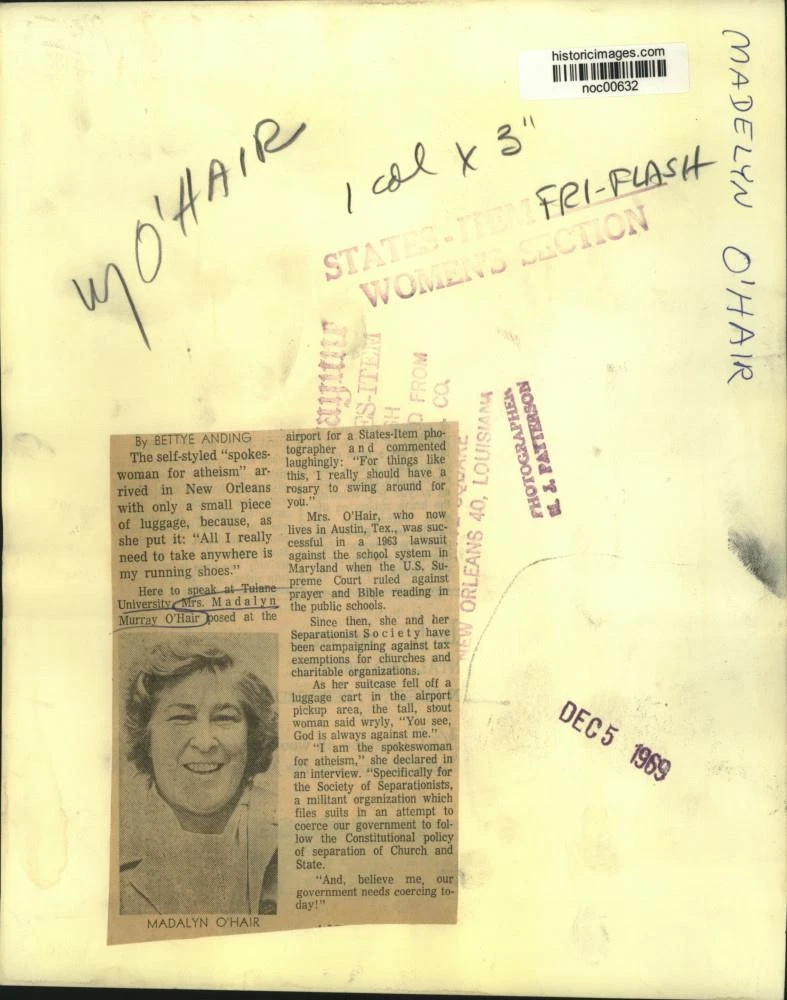 historicimages.com
noc00632
MADELYN O'HAIR
O'HAIR
1 col x 3"
FRI-FLASH
STATES-ITEM
WOMEN'S SECTION
ES-ITEM
D FROM
CO.
NEW ORLEANS 40, LOUISIANA
PHOTOGRAPHER
J. PATTERSON
DEC 5 1969
By BETTYE ANDING
The self-styled "spokes-
woman for atheism" ar-
rived in New Orleans
with only a small piece
of luggage, because, as
she put it: "All I really
need to take anywhere is
my running shoes."
Here to speak at Tulane
University, Mrs. Madalyn
Murray O'Hair posed at the
MADALYN O'HAIR
airport for a States-Item pho-
tographer and commented
laughingly: "For things like
this, I really should have a
rosary to swing around for
you."
Mrs. O'Hair, who now
lives in Austin, Tex., was suc-
cessful in a 1963 lawsuit
against the school system in
Maryland when the U.S. Su-
preme Court ruled against
prayer and Bible reading in
the public schools.
Since then, she and her
Separationist Society have
been campaigning against tax
exemptions for churches and
charitable organizations.
As her suitcase fell off a
luggage cart in the airport
pickup area, the tall, stout
woman said wryly, "You see,
God is always against me."
"I am the spokeswoman
for atheism," she declared in
an interview. "Specifically for
the Society of Separationists,
a militant organization which
files suits in an attempt to
coerce our government to fol-
low the Constitutional policy
of separation of Church and
State.
"And, believe me, our
government needs coercing to-
day!"